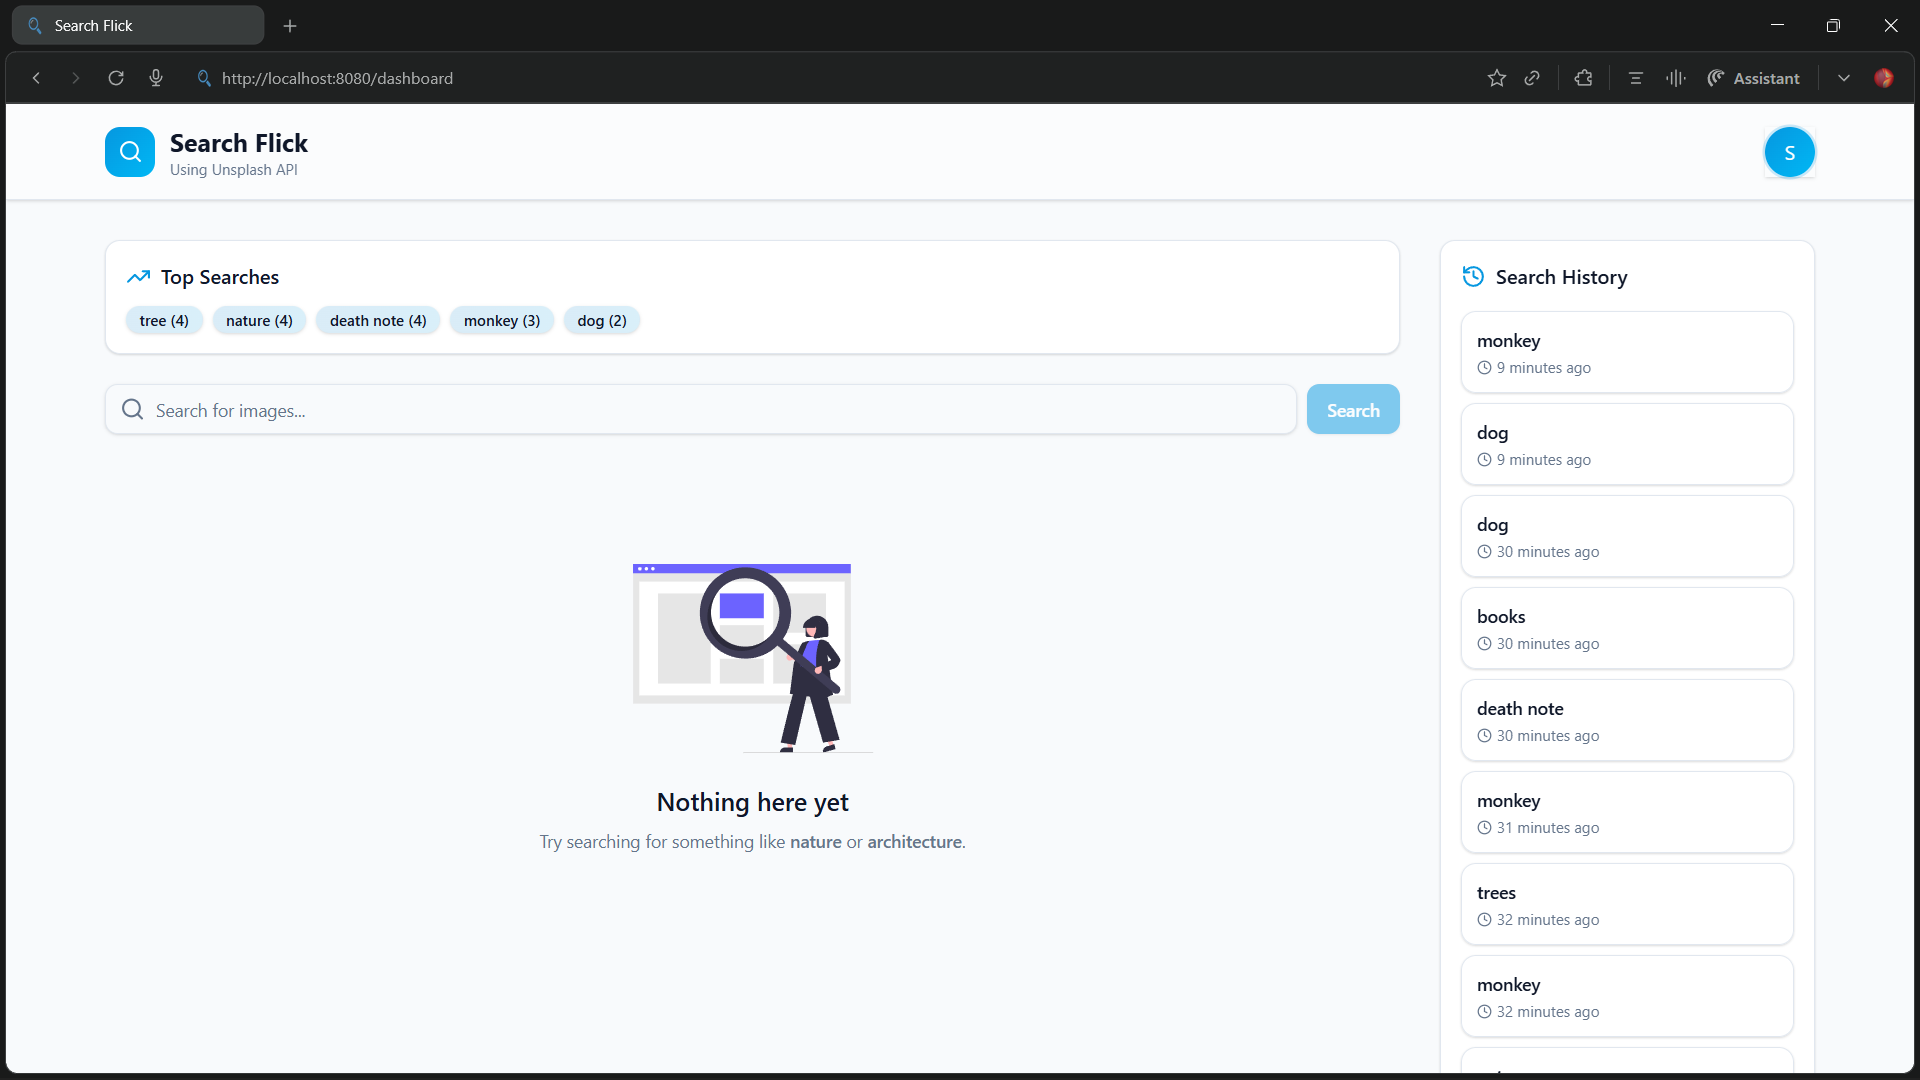 Search Flick
http://localhost:8080/dashboard
Assistant
Search Flick
Using Unsplash API
S
Top Searches
tree (4)
nature (4)
death note (4)
monkey (3)
dog (2)
Search for images...
Search
Nothing here yet
Try searching for something like nature or architecture.
Search History
monkey
9 minutes ago
dog
9 minutes ago
dog
30 minutes ago
books
30 minutes ago
death note
30 minutes ago
monkey
31 minutes ago
trees
32 minutes ago
monkey
32 minutes ago